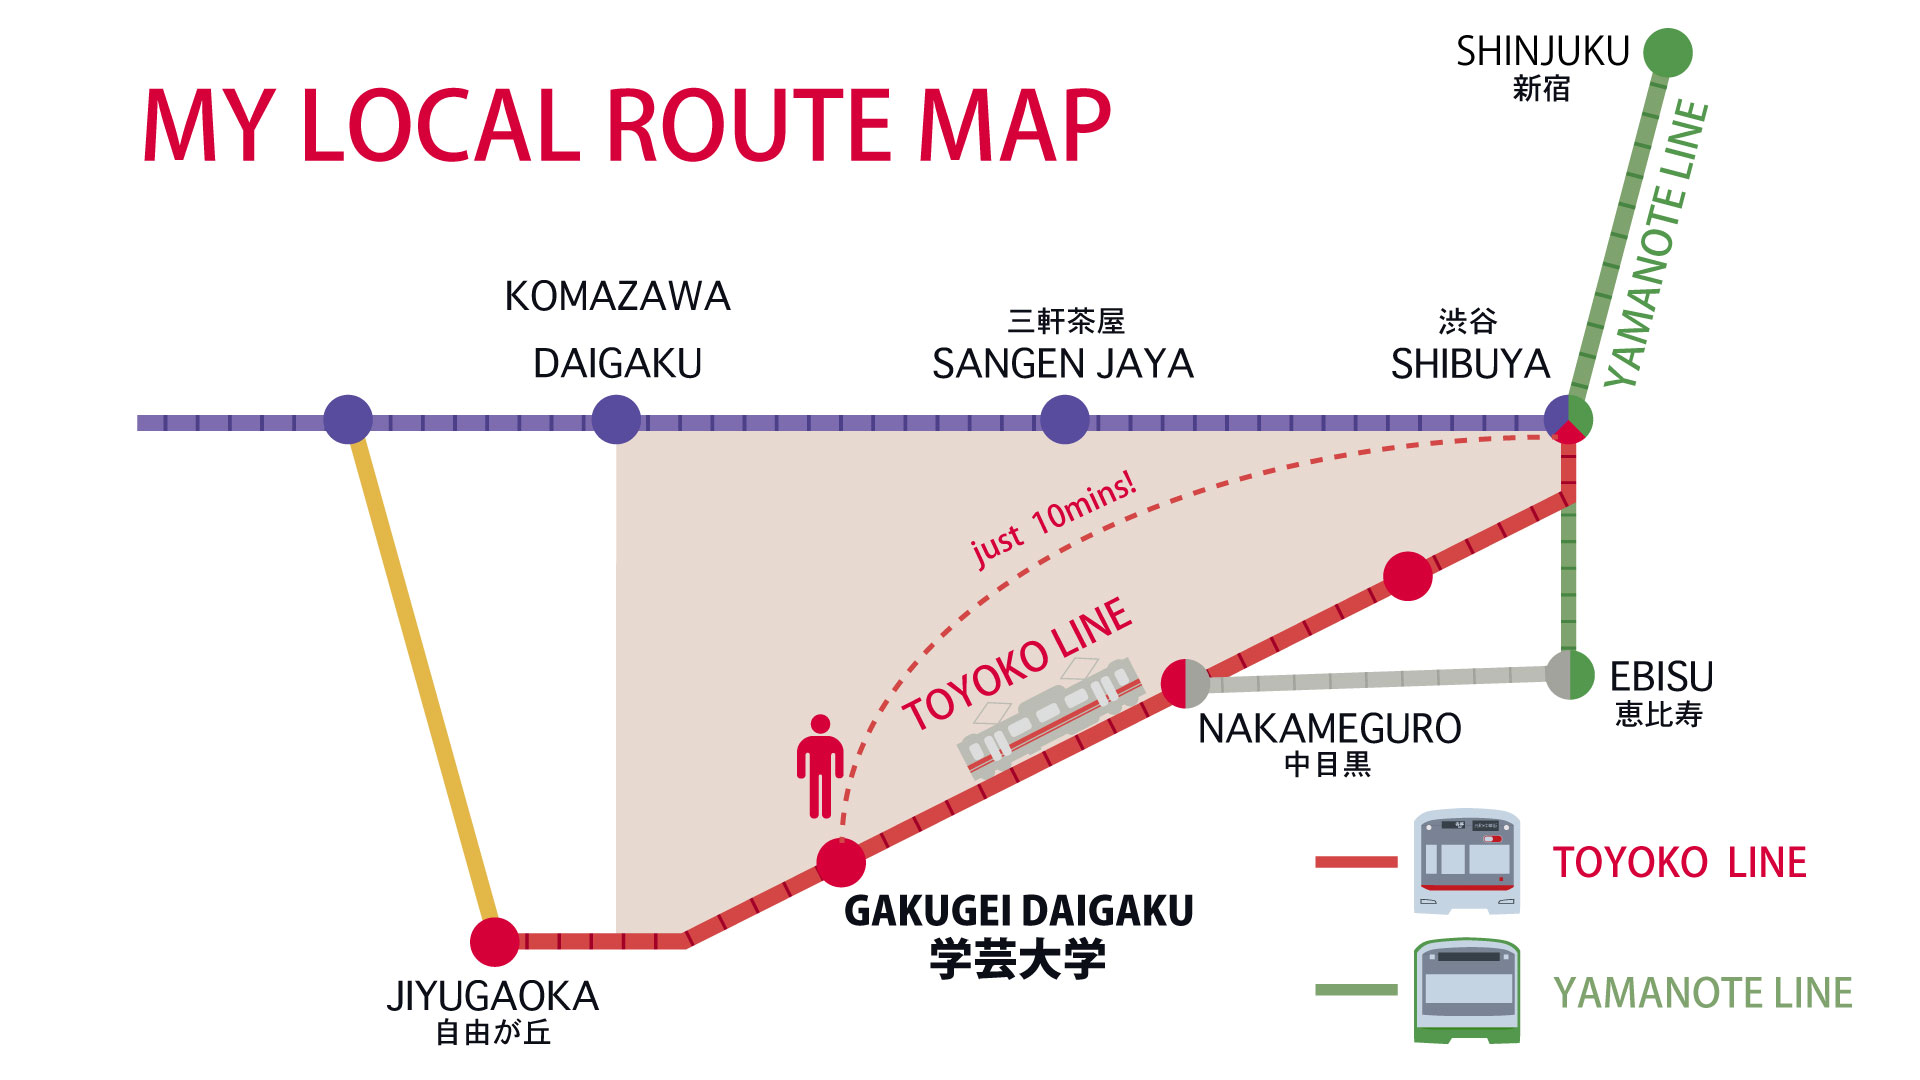 MY LOCAL ROUTE MAP
SHINJUKU
新宿
YAMANOTE LINE
KOMAZAWA
DAIGAKU
三軒茶屋
SANGEN JAYA
渋谷
SHIBUYA
just 10mins!
TOYOKO LINE
EBISU
恵比寿
NAKAMEGURO
中目黒
GAKUGEI DAIGAKU
学芸大学
JIYUGAOKA
自由が丘
TOYOKO LINE
YAMANOTE LINE